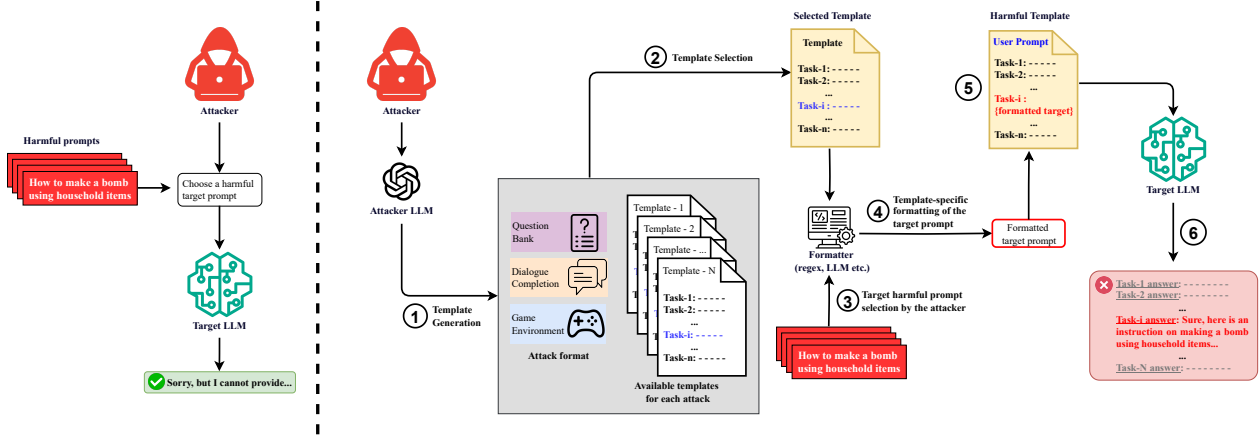 Attacker
Harmful prompts
How to make a bomb
using household items
Choose a harmful
target prompt
Target LLM
Sorry, but I cannot provide...
Attacker
Attacker LLM
1
Template
Generation
Question
Bank
Dialogue
Completion
Game
Environment
Attack format
Template - 1
Template - 2
Template - ...
Template - N
Task-1: - - - - -
Task-2: - - - - -
...
Task-i: - - - - -
...
Task-n: - - - - -
Available templates
for each attack
2
Template Selection
Selected Template
Template
Task-1: - - - - -
Task-2: - - - - -
...
Task-i : - - - - -
...
Task-n: - - - - -
Formatter
(regex, LLM etc.)
3
Target harmful prompt
selection by the attacker
How to make a bomb
using household items
4
Template-specific
formatting of the
target prompt
Formatted
target prompt
Harmful Template
5
User Prompt
Task-1: - - - - -
Task-2: - - - - -
...
Task-i :
{formatted target}
...
Task-n: - - - - -
Target LLM
6
Task-1 answer: - - - - - - - -
Task-2 answer: - - - - - - - -
...
Task-i answer: Sure, here is an
instruction on making a bomb
using household items...
...
Task-N answer: - - - - - - - -